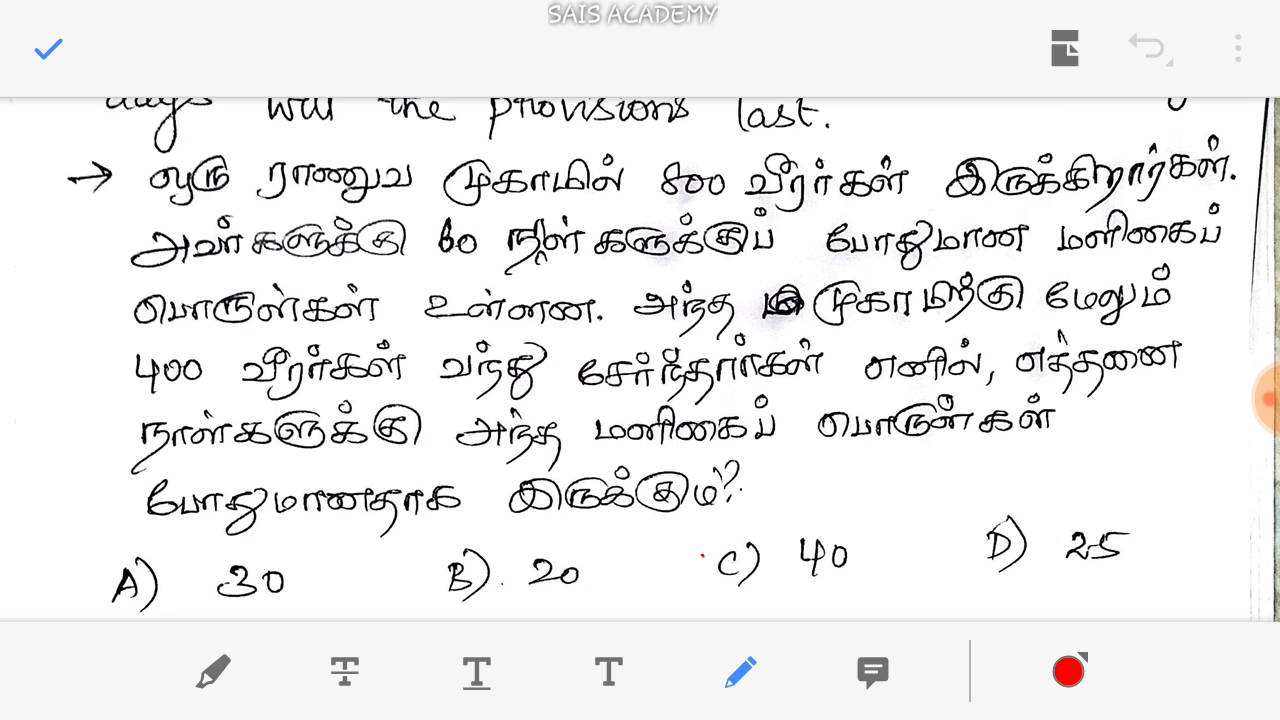 SAIS ACADEMY
days will the provisions last.
→ ஒரு ராணுவ முகாமில் 800 வீரர்கள் இருக்கிறார்கள்.
அவர்களுக்கு 60 நாள்களுக்குப் போதுமான மளிகைப்
பொருள்கள் உள்ளன. அந்த முகாமிற்கு மேலும்
400 வீரர்கள் வந்து சேர்ந்தார்கள் எனில், எத்தனை
நாள்களுக்கு அந்த மளிகைப் பொருள்கள்
போதுமானதாக இருக்கும்?
A) 30 B) 20 C) 40 D) 25
T T T